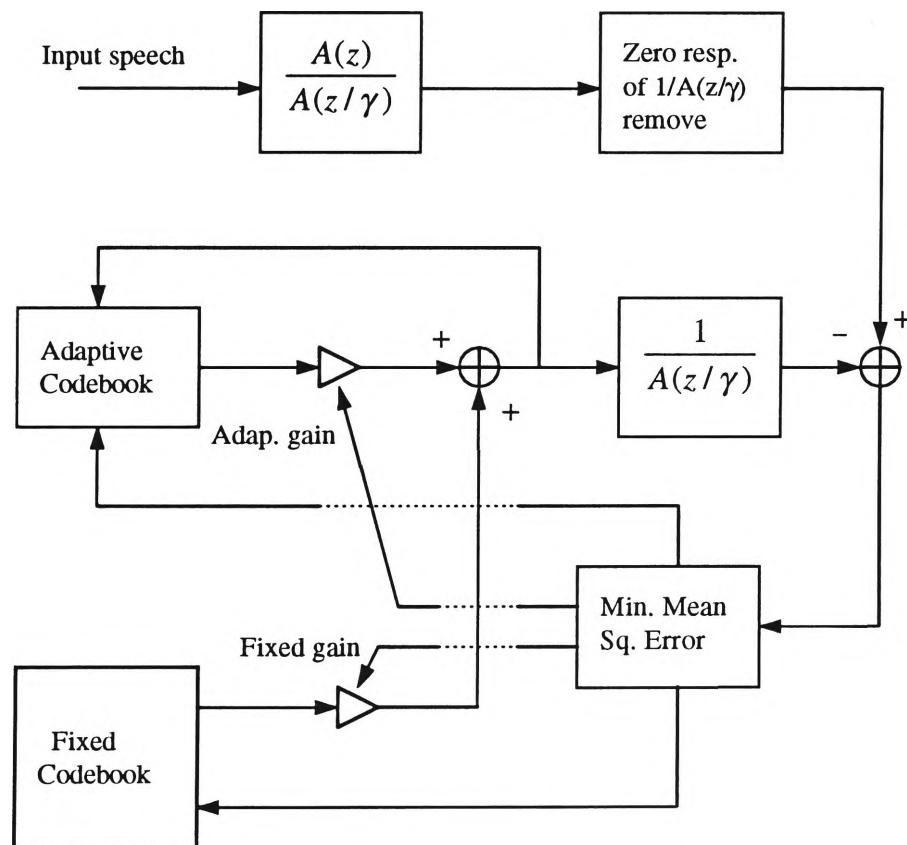 Input speech
A(z)
A(z / γ)
Zero resp.
of 1/A(z/γ)
remove
Adaptive
Codebook
+
+
Adap. gain
1
A(z / γ)
−
+
Min. Mean
Sq. Error
Fixed gain
Fixed
Codebook